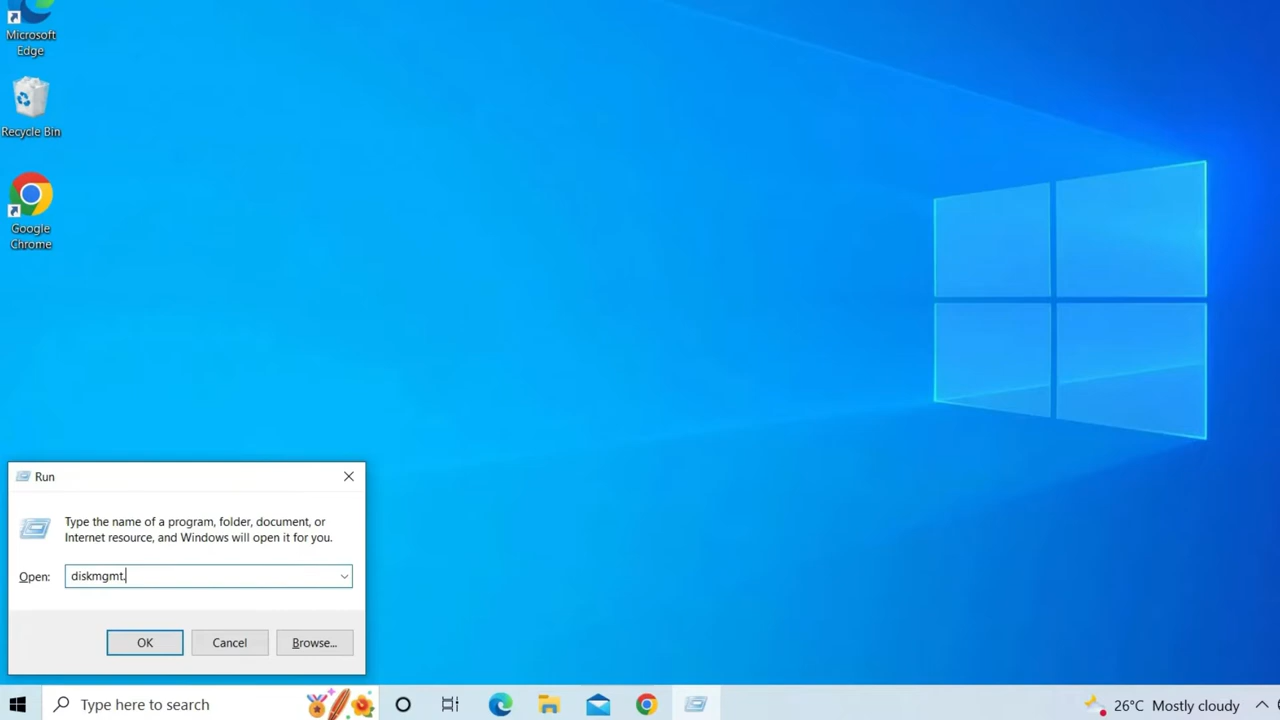 Microsoft
Edge
Recycle Bin
Google
Chrome
Run
Type the name of a program, folder, document, or
Internet resource, and Windows will open it for you.
Open: diskmgmt.
OK Cancel Browse...
Type here to search 26°C Mostly cloudy